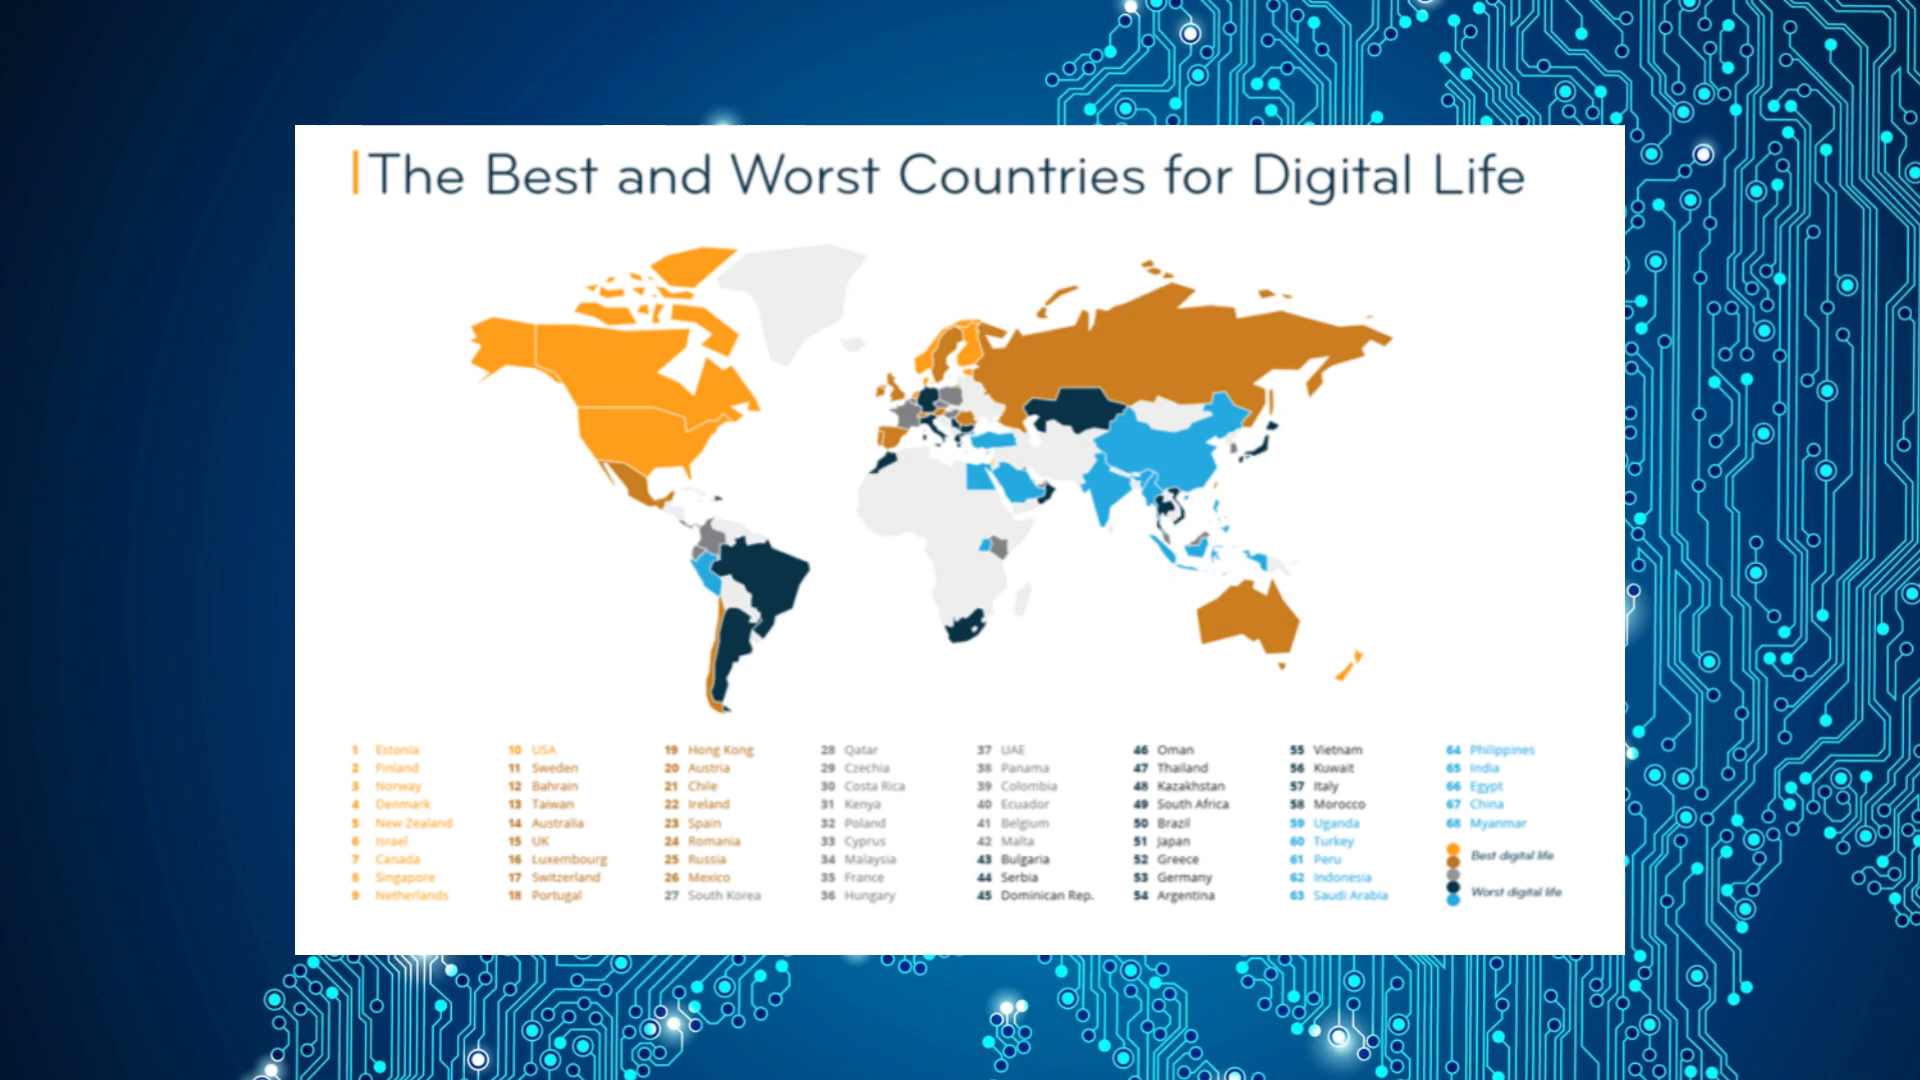 The Best and Worst Countries for Digital Life
1 Estonia
2 Finland
3 Norway
4 Denmark
5 New Zealand
6 Israel
7 Canada
8 Singapore
9 Netherlands
10 USA
11 Sweden
12 Bahrain
13 Taiwan
14 Australia
15 UK
16 Luxembourg
17 Switzerland
18 Portugal
19 Hong Kong
20 Austria
21 Chile
22 Ireland
23 Spain
24 Romania
25 Russia
26 Mexico
27 South Korea
28 Qatar
29 Czechia
30 Costa Rica
31 Kenya
32 Poland
33 Cyprus
34 Malaysia
35 France
36 Hungary
37 UAE
38 Panama
39 Colombia
40 Ecuador
41 Belgium
42 Malta
43 Bulgaria
44 Serbia
45 Dominican Rep.
46 Oman
47 Thailand
48 Kazakhstan
49 South Africa
50 Brazil
51 Japan
52 Greece
53 Germany
54 Argentina
55 Vietnam
56 Kuwait
57 Italy
58 Morocco
59 Uganda
60 Turkey
61 Peru
62 Indonesia
63 Saudi Arabia
64 Philippines
65 India
66 Egypt
67 China
68 Myanmar
Best digital life
Worst digital life